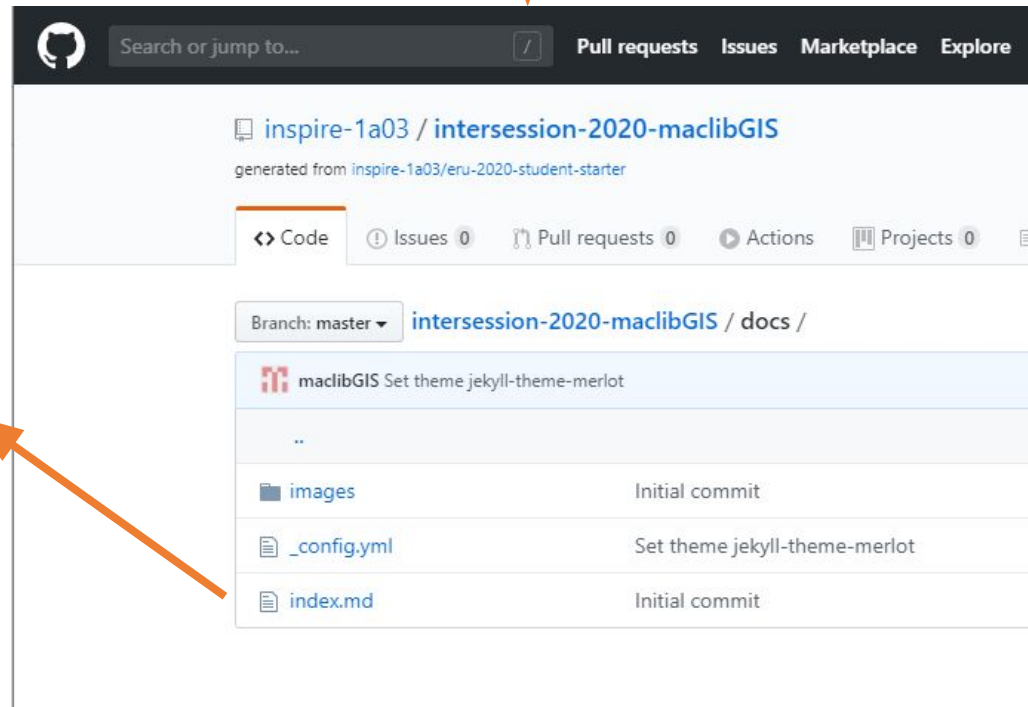 Search or jump to... / Pull requests Issues Marketplace Explore
inspire-1a03 / intersession-2020-maclibGIS
generated from inspire-1a03/eru-2020-student-starter
<> Code Issues 0 Pull requests 0 Actions Projects 0
Branch: master intersession-2020-maclibGIS / docs /
maclibGIS Set theme jekyll-theme-merlot
..
images Initial commit
_config.yml Set theme jekyll-theme-merlot
index.md Initial commit